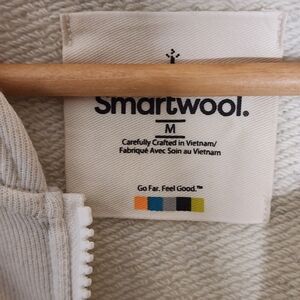 Smartwool.
M
Carefully Crafted in Vietnam/
Fabriqué Avec Soin au Vietnam
Go Far. Feel Good.™